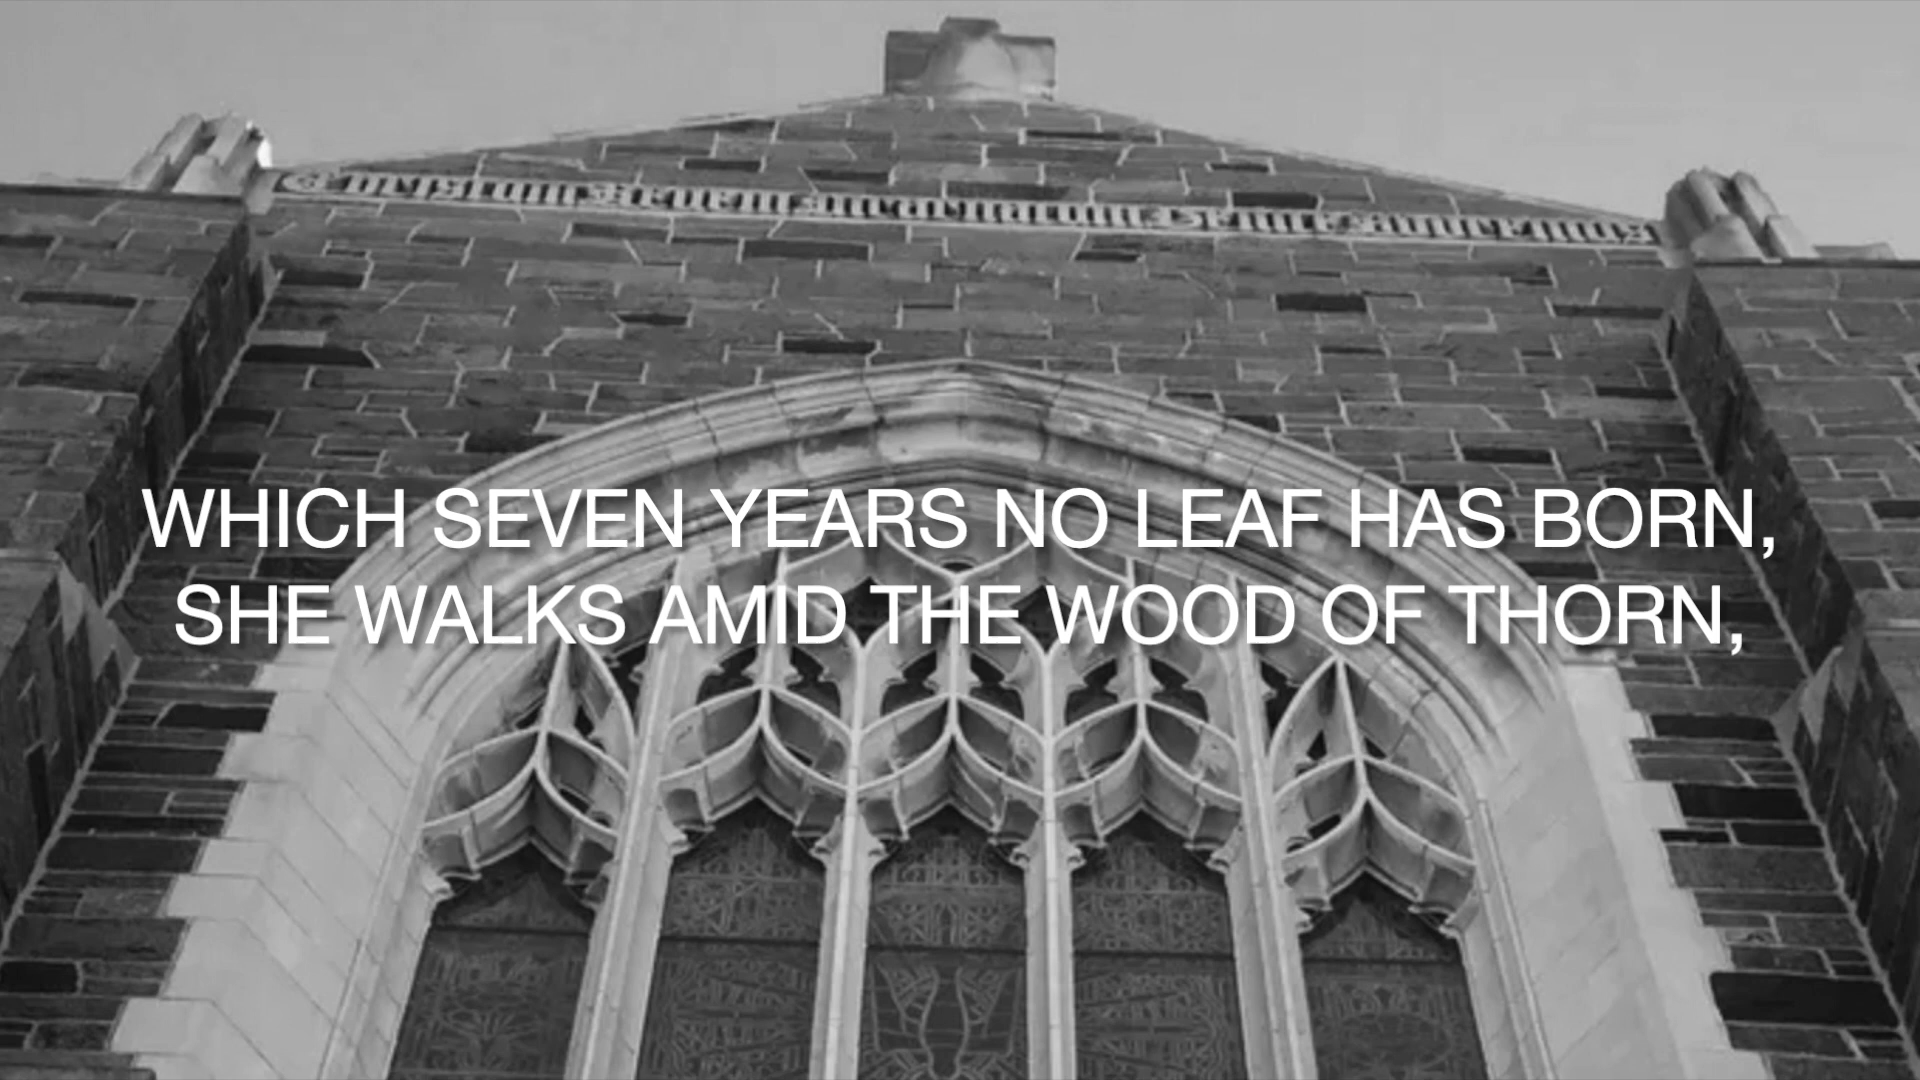 WHICH SEVEN YEARS NO LEAF HAS BORN,
SHE WALKS AMID THE WOOD OF THORN,